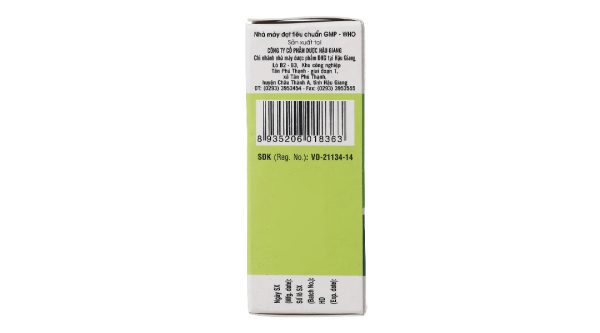 Nhà máy đạt tiêu chuẩn GMP - WHO
Sản xuất tại
CÔNG TY CỔ PHẦN DƯỢC HẬU GIANG
Chi nhánh nhà máy dược phẩm DHG tại Hậu Giang
Lô B2 - B3, Khu công nghiệp
Tân Phú Thạnh - giai đoạn 1,
xã Tân Phú Thạnh,
huyện Châu Thành A, tỉnh Hậu Giang
ĐT: (0293) 3953454 - Fax: (0293) 3953555
8 935206 018363
SĐK (Reg. No.): VD-21134-14
Ngày SX
(Mfg. date):
Số lô SX
(Batch No.):
HD
(Exp. date):